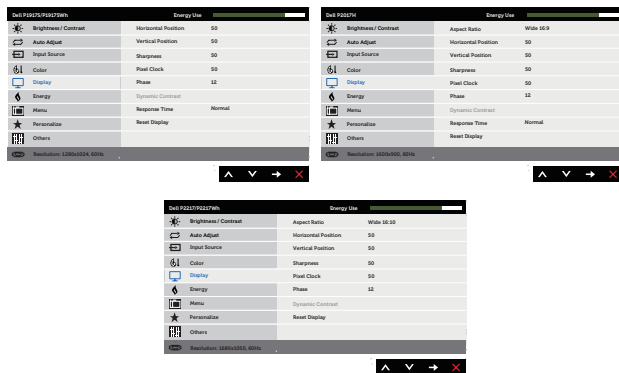 Dell P1917S/P1917SWh Energy Use
Brightness / Contrast Horizontal Position 50
Auto Adjust Vertical Position 50
Input Source Sharpness 50
Color Pixel Clock 50
Display Phase 12
Energy Dynamic Contrast
Menu Response Time Normal
Personalize Reset Display
Others
Resolution: 1280x1024, 60Hz
Dell P2017H Energy Use
Brightness / Contrast Aspect Ratio Wide 16:9
Auto Adjust Horizontal Position 50
Input Source Vertical Position 50
Color Sharpness 50
Display Pixel Clock 50
Energy Phase 12
Menu Dynamic Contrast
Personalize Response Time Normal
Others Reset Display
Resolution: 1600x900, 60Hz
Dell P2217/P2217Wh Energy Use
Brightness / Contrast Aspect Ratio Wide 16:10
Auto Adjust Horizontal Position 50
Input Source Vertical Position 50
Color Sharpness 50
Display Pixel Clock 50
Energy Phase 12
Menu Dynamic Contrast
Personalize Reset Display
Others
Resolution: 1680x1050, 60Hz